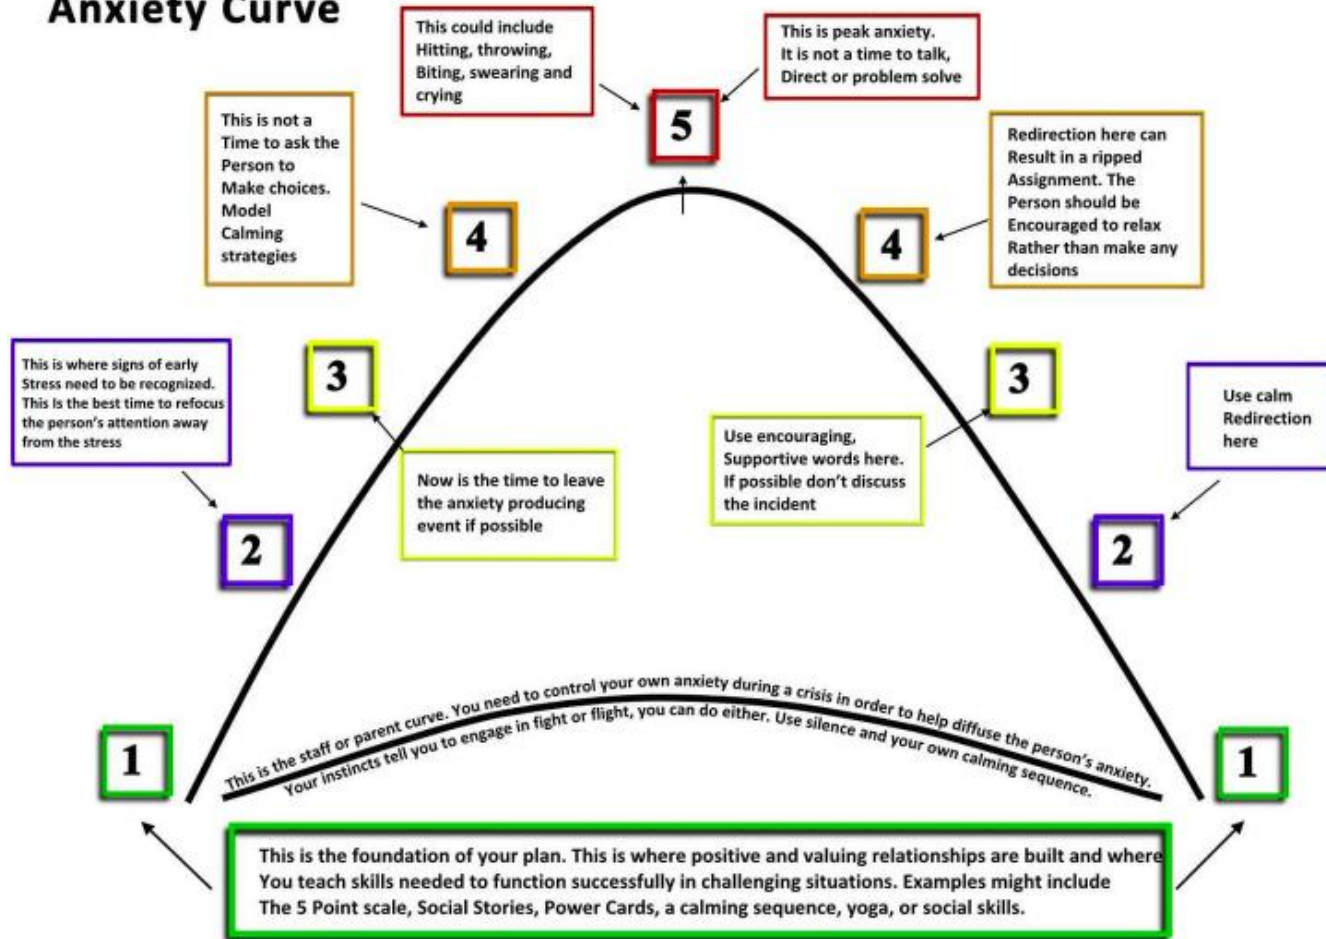 Anxiety Curve
This could include
Hitting, throwing,
Biting, swearing and
crying
This is peak anxiety.
It is not a time to talk,
Direct or problem solve
5
This is not a
Time to ask the
Person to
Make choices.
Model
Calming
strategies
4
4
Redirection here can
Result in a ripped
Assignment. The
Person should be
Encouraged to relax
Rather than make any
decisions
This is where signs of early
Stress need to be recognized.
This Is the best time to refocus
the person's attention away
from the stress
3
3
Now is the time to leave
the anxiety producing
event if possible
Use encouraging,
Supportive words here.
If possible don't discuss
the incident
Use calm
Redirection
here
2
2
This is the staff or parent curve. You need to control your own anxiety during a crisis in order to help diffuse the person's anxiety.
Your instincts tell you to engage in fight or flight, you can do either. Use silence and your own calming sequence.
1
1
This is the foundation of your plan. This is where positive and valuing relationships are built and where
You teach skills needed to function successfully in challenging situations. Examples might include
The 5 Point scale, Social Stories, Power Cards, a calming sequence, yoga, or social skills.